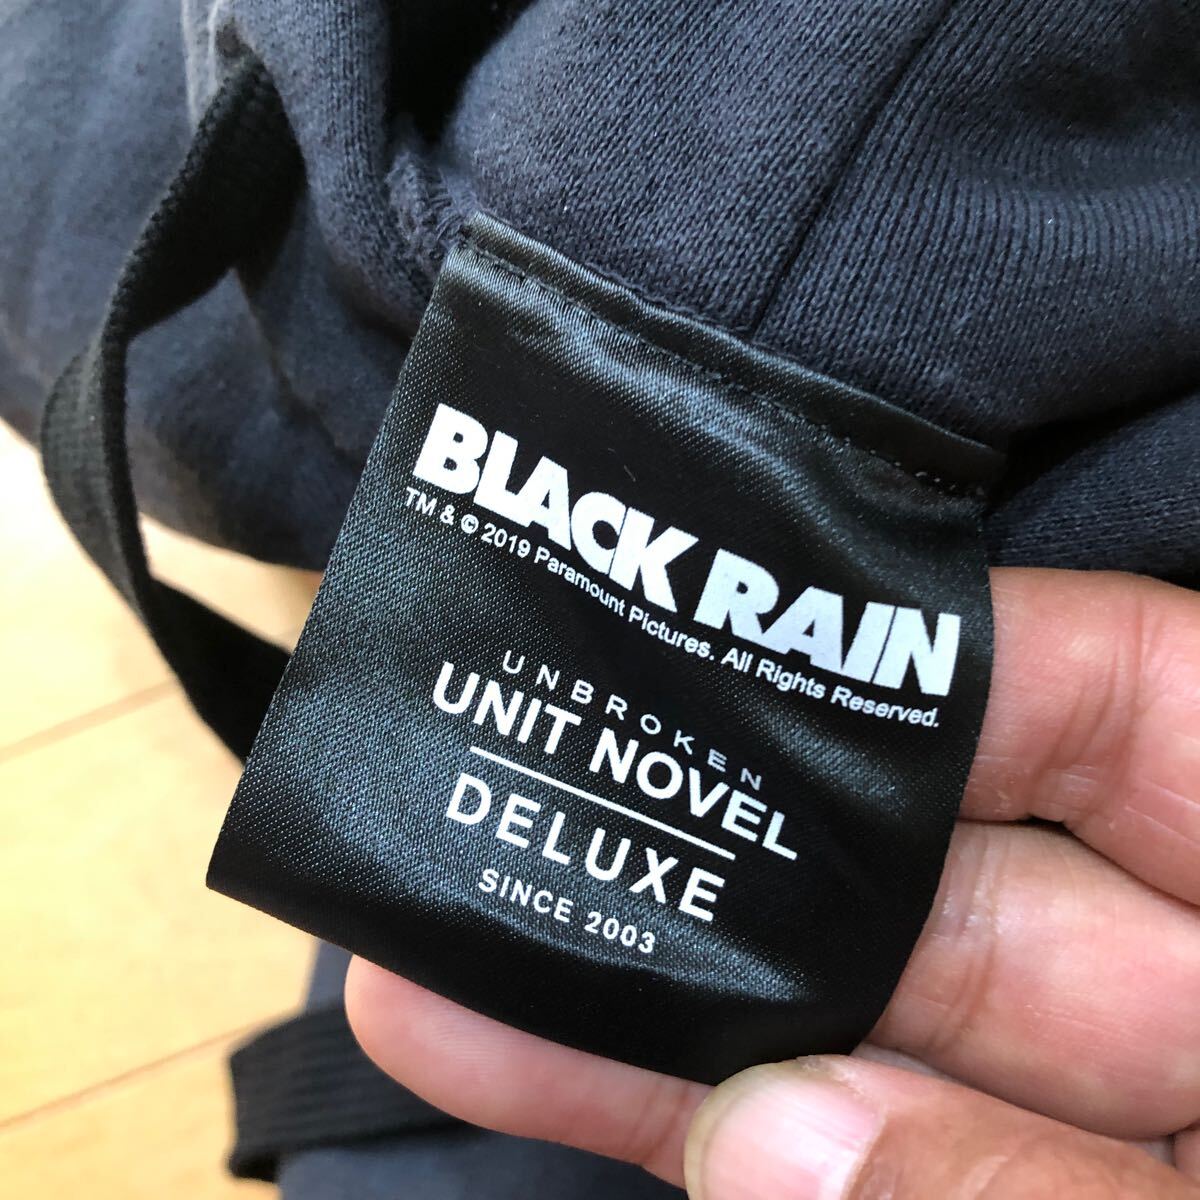 BLACK RAIN
TM & © 2019 Paramount Pictures. All Rights Reserved.
UNBROKEN
UNIT NOVEL
DELUXE
SINCE 2003